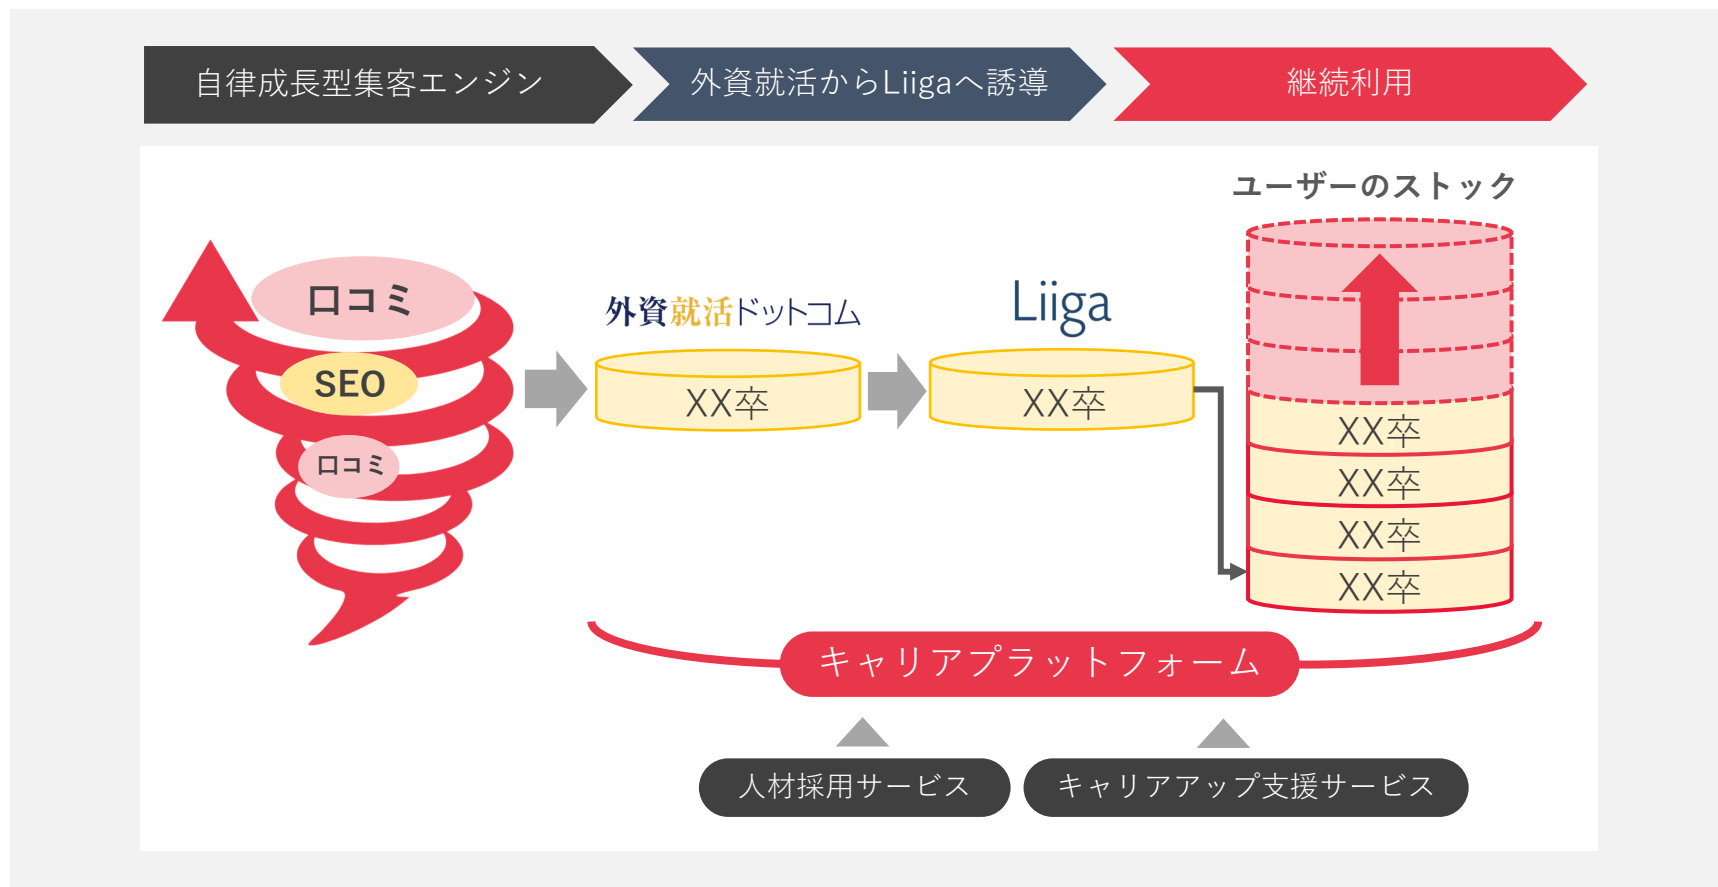 自律成長型集客エンジン
外資就活からLiigaへ誘導
継続利用
ユーザーのストック
口コミ
SEO
口コミ
外資就活ドットコム
XX卒
Liiga
XX卒
XX卒
XX卒
XX卒
XX卒
キャリアプラットフォーム
人材採用サービス
キャリアアップ支援サービス